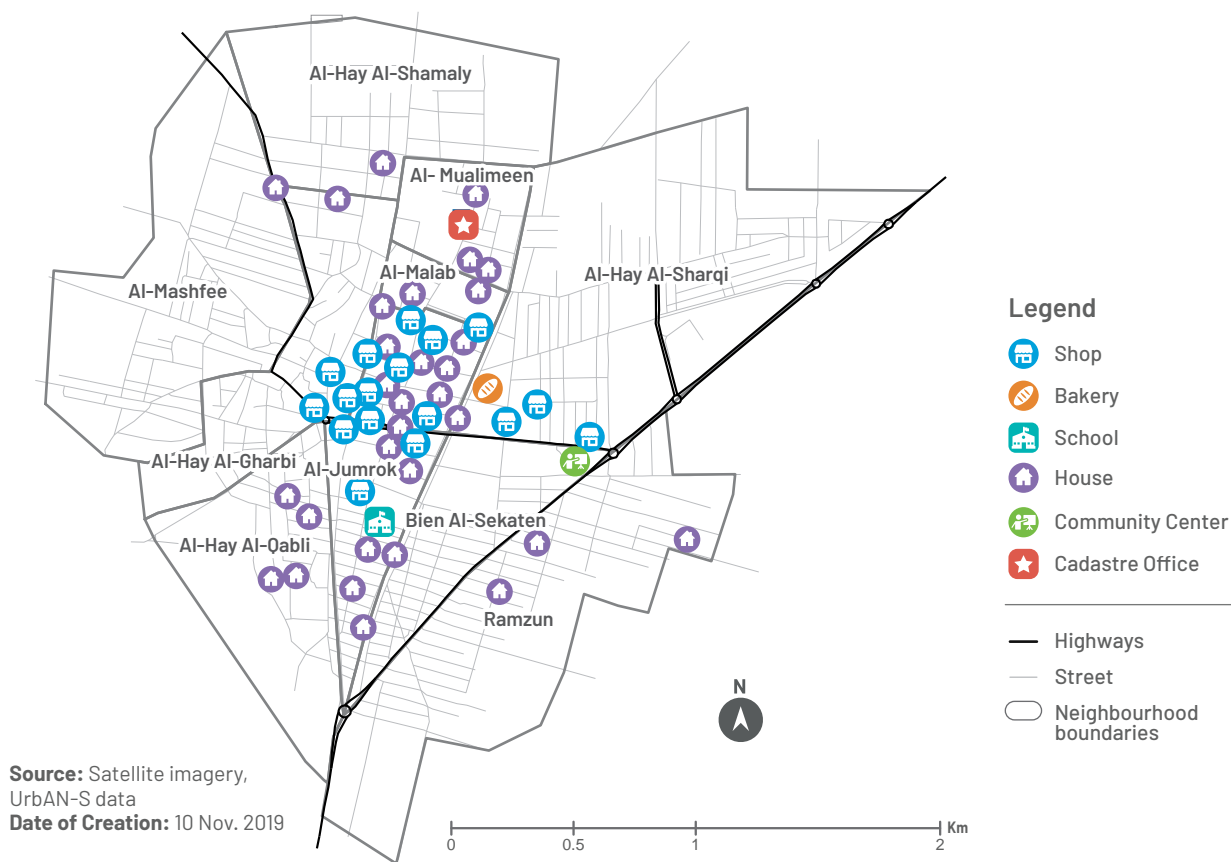 Al-Hay Al-Shamaly
Al- Mualimeen
Al-Malab
Al-Hay Al-Sharqi
Al-Mashfee
Al-Hay Al-Gharbi
Al-Jumrok
Bien Al-Sekaten
Al-Hay Al-Qabli
Ramzun
Legend
Shop
Bakery
School
House
Community Center
Cadastre Office
Highways
Street
Neighbourhood
boundaries
N
Source: Satellite imagery,
UrbAN-S data
Date of Creation: 10 Nov. 2019
Km
0 0.5 1 2